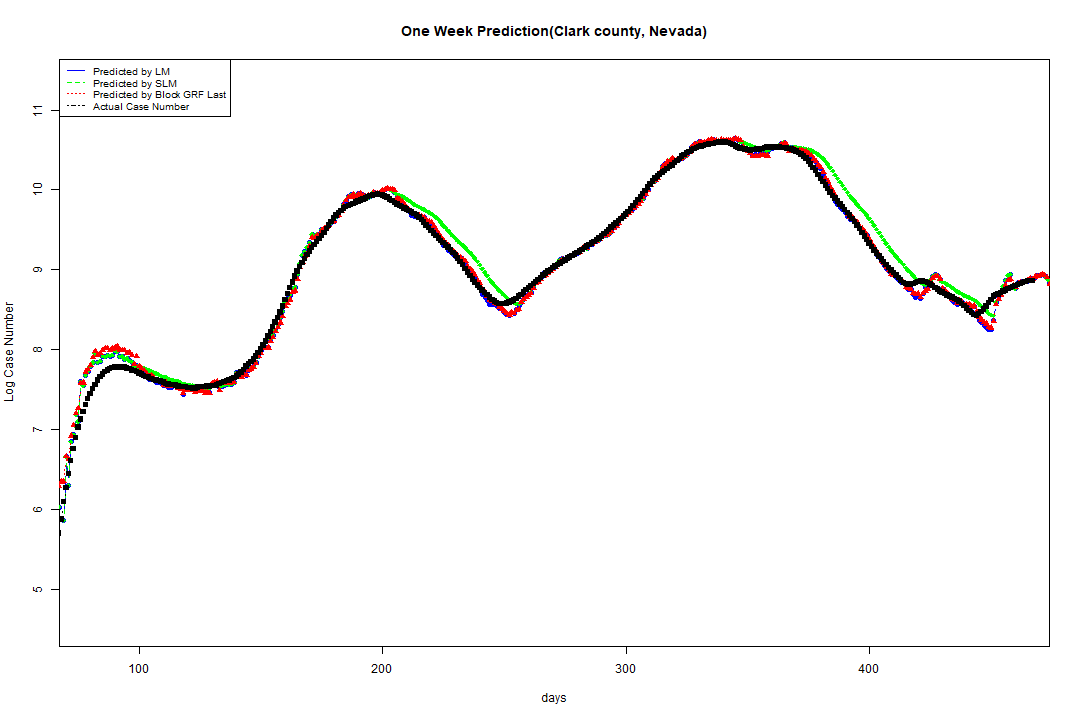 One Week Prediction(Clark county, Nevada)
Predicted by LM
Predicted by SLM
Predicted by Block GRF Last
Actual Case Number
11
10
9
8
7
6
5
Log Case Number
100 200 300 400
days